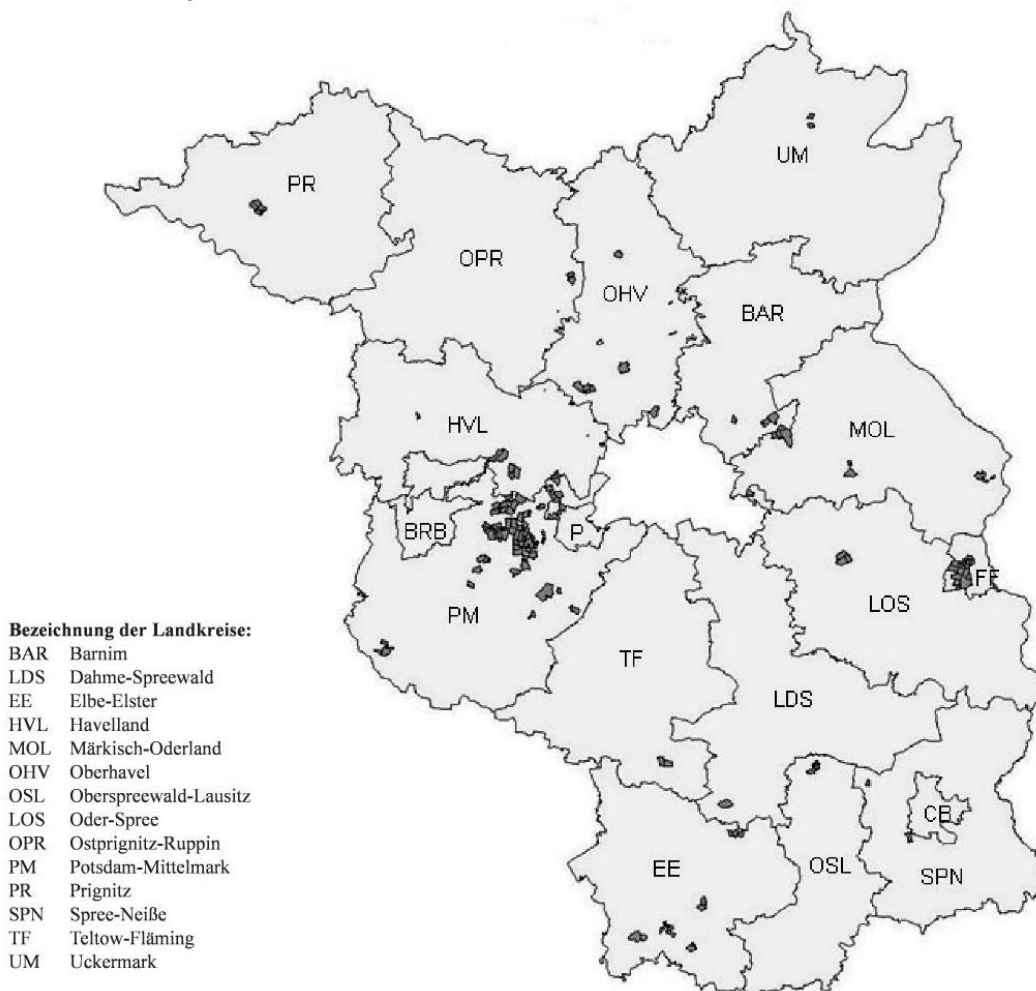 UM
PR
OPR
OHV
BAR
HVL
MOL
BRB
P
FF
LOS
PM
TF
LDS
CB
EE
OSL
SPN
Bezeichnung der Landkreise:
BAR Barnim
LDS Dahme-Spreewald
EE Elbe-Elster
HVL Havelland
MOL Märkisch-Oderland
OHV Oberhavel
OSL Oberspreewald-Lausitz
LOS Oder-Spree
OPR Ostprignitz-Ruppin
PM Potsdam-Mittelmark
PR Prignitz
SPN Spree-Neiße
TF Teltow-Fläming
UM Uckermark